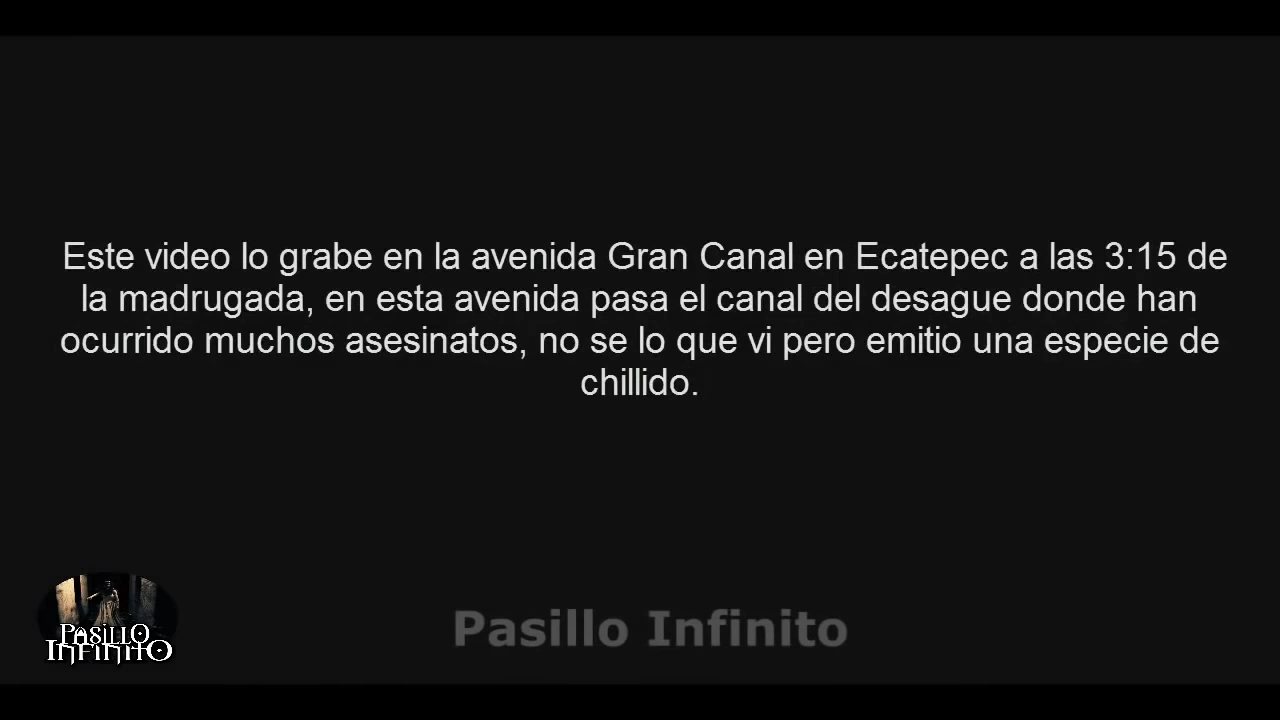 Este video lo grabe en la avenida Gran Canal en Ecatepec a las 3:15 de
la madrugada, en esta avenida pasa el canal del desague donde han
ocurrido muchos asesinatos, no se lo que vi pero emitio una especie de
chillido.
Pasillo Infinito
PASILLO
INFINITO